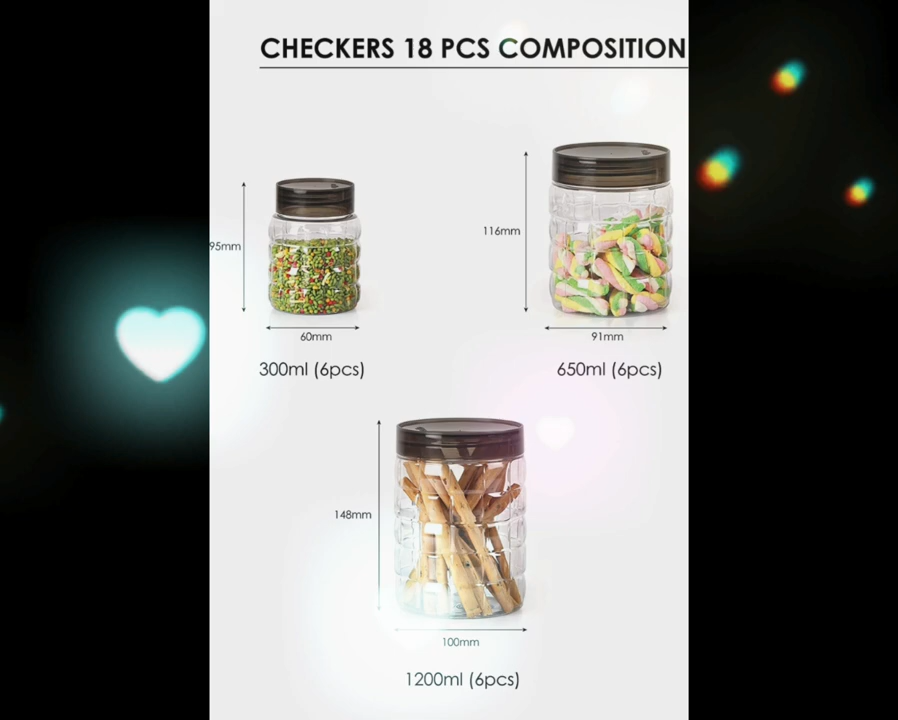 CHECKERS 18 PCS COMPOSITION
95mm
116mm
60mm
91mm
300ml (6pcs)
650ml (6pcs)
148mm
100mm
1200ml (6pcs)